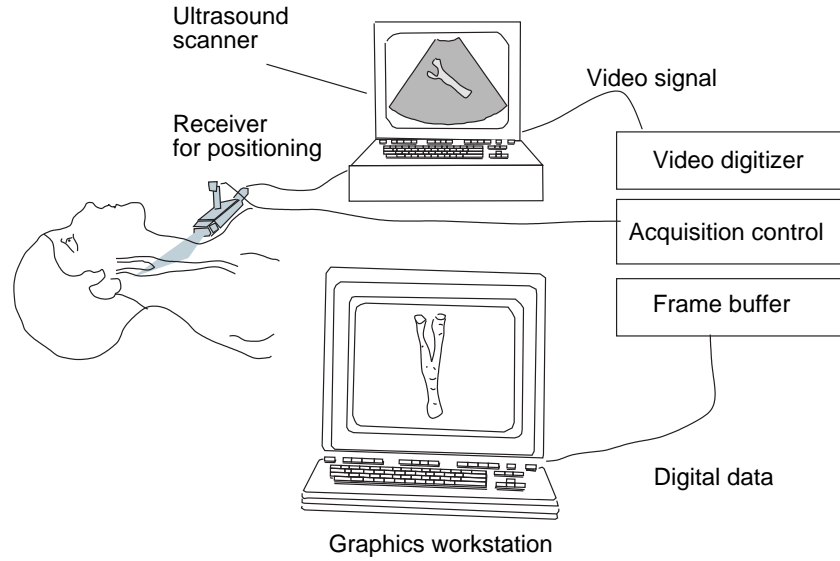 Ultrasound
scanner
Video signal
Receiver
for positioning
Video digitizer
Acquisition control
Frame buffer
Digital data
Graphics workstation